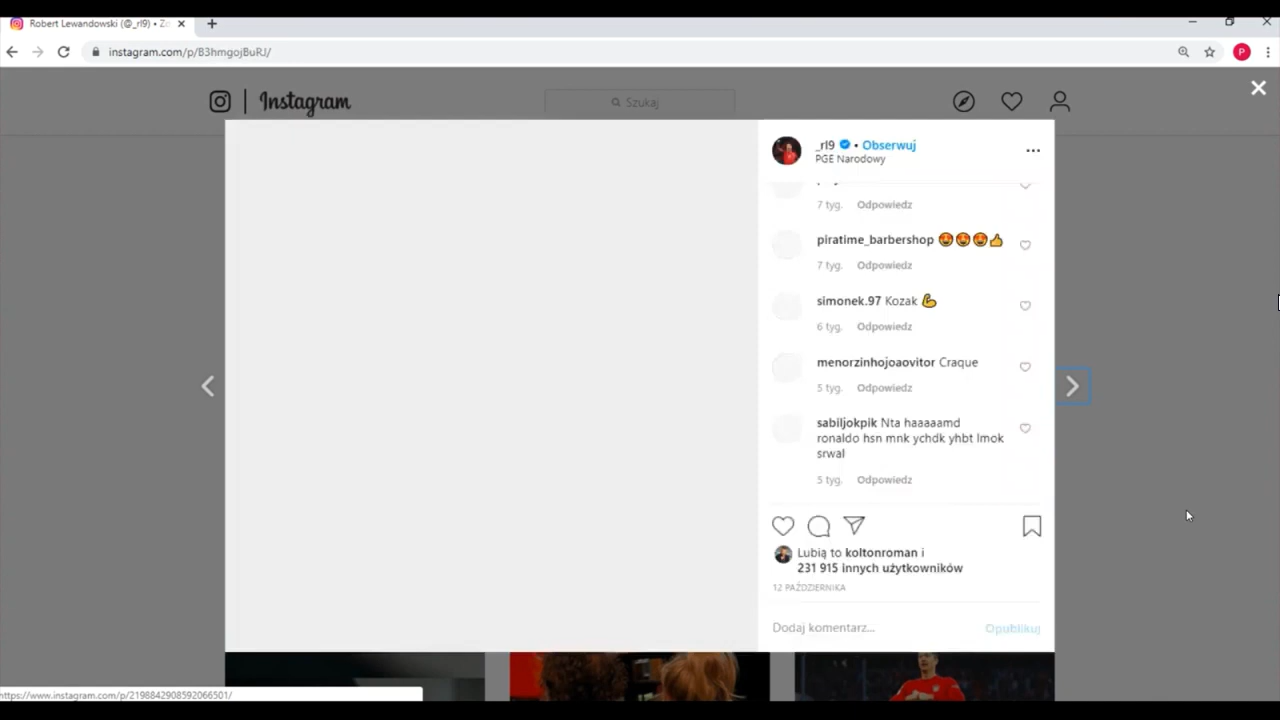 Robert Lewandowski (@_rl9) • Zd
instagram.com/p/B3hmgojBuRJ/
P
Instagram
Szukaj
_rl9 • Obserwuj
PGE Narodowy
7 tyg. Odpowiedz
piratime_barbershop 😍😍😍👍
7 tyg. Odpowiedz
simonek.97 Kozak 💪
6 tyg. Odpowiedz
menorzinhojoaovitor Craque
5 tyg. Odpowiedz
sabiljokpik Nta haaaaamd
ronaldo hsn mnk ychdk yhbt lmok
srwal
5 tyg. Odpowiedz
Lubią to koltonroman i
231 915 innych użytkowników
12 PAŹDZIERNIKA
Dodaj komentarz...
Opublikuj
https://www.instagram.com/p/2198842908592066501/